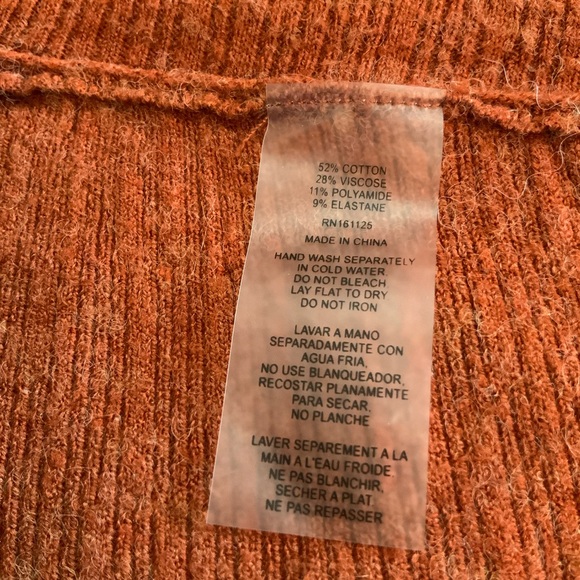 52% COTTON
28% VISCOSE
11% POLYAMIDE
9% ELASTANE
RN161125
MADE IN CHINA
HAND WASH SEPARATELY
IN COLD WATER
DO NOT BLEACH
LAY FLAT TO DRY
DO NOT IRON
LAVAR A MANO
SEPARADAMENTE CON
AGUA FRIA,
NO USE BLANQUEADOR,
RECOSTAR PLANAMENTE
PARA SECAR,
NO PLANCHE
LAVER SEPAREMENT A LA
MAIN A L'EAU FROIDE.
NE PAS BLANCHIR,
SECHER A PLAT.
NE PAS REPASSER